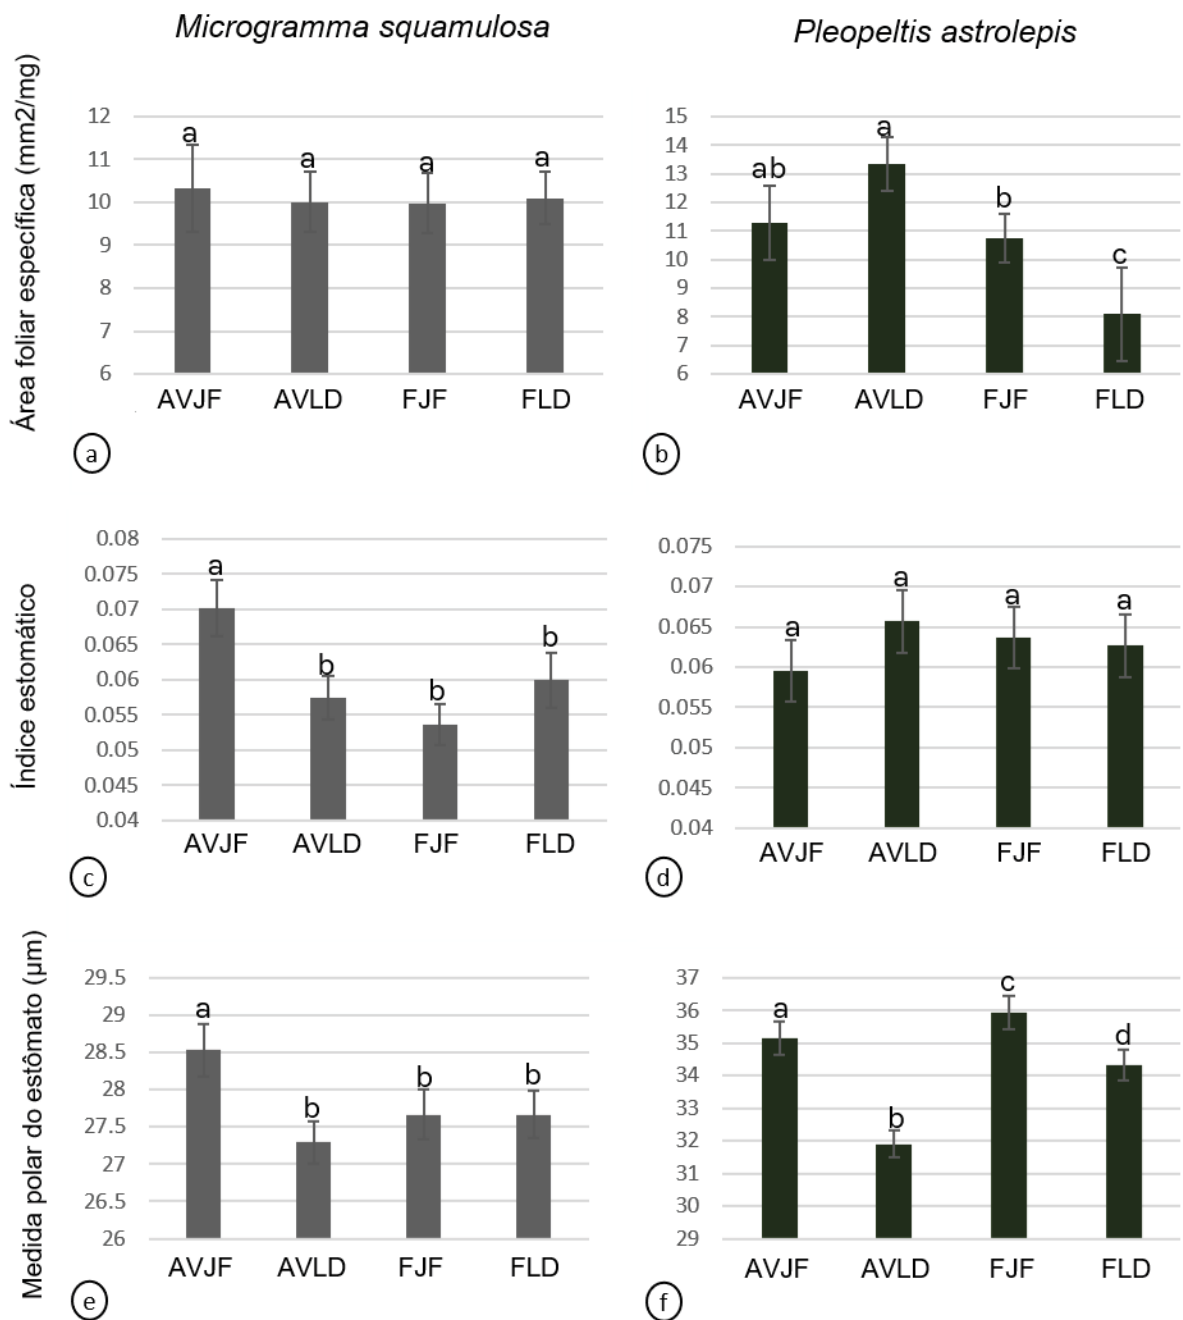 Microgramma squamulosa
Pleopeltis astrolepis
Área foliar específica (mm2/mg)
12
11
10
9
8
7
6
a
a
a
a
AVJF
AVLD
FJF
FLD
a
15
14
13
12
11
10
9
8
7
6
ab
a
b
c
AVJF
AVLD
FJF
FLD
b
Índice estomático
0.08
0.075
0.07
0.065
0.06
0.055
0.05
0.045
0.04
a
b
b
b
AVJF
AVLD
FJF
FLD
c
0.075
0.07
0.065
0.06
0.055
0.05
0.045
0.04
a
a
a
a
AVJF
AVLD
FJF
FLD
d
Medida polar do estômato (µm)
29.5
29
28.5
28
27.5
27
26.5
26
a
b
b
b
AVJF
AVLD
FJF
FLD
e
37
36
35
34
33
32
31
30
29
a
b
c
d
AVJF
AVLD
FJF
FLD
f